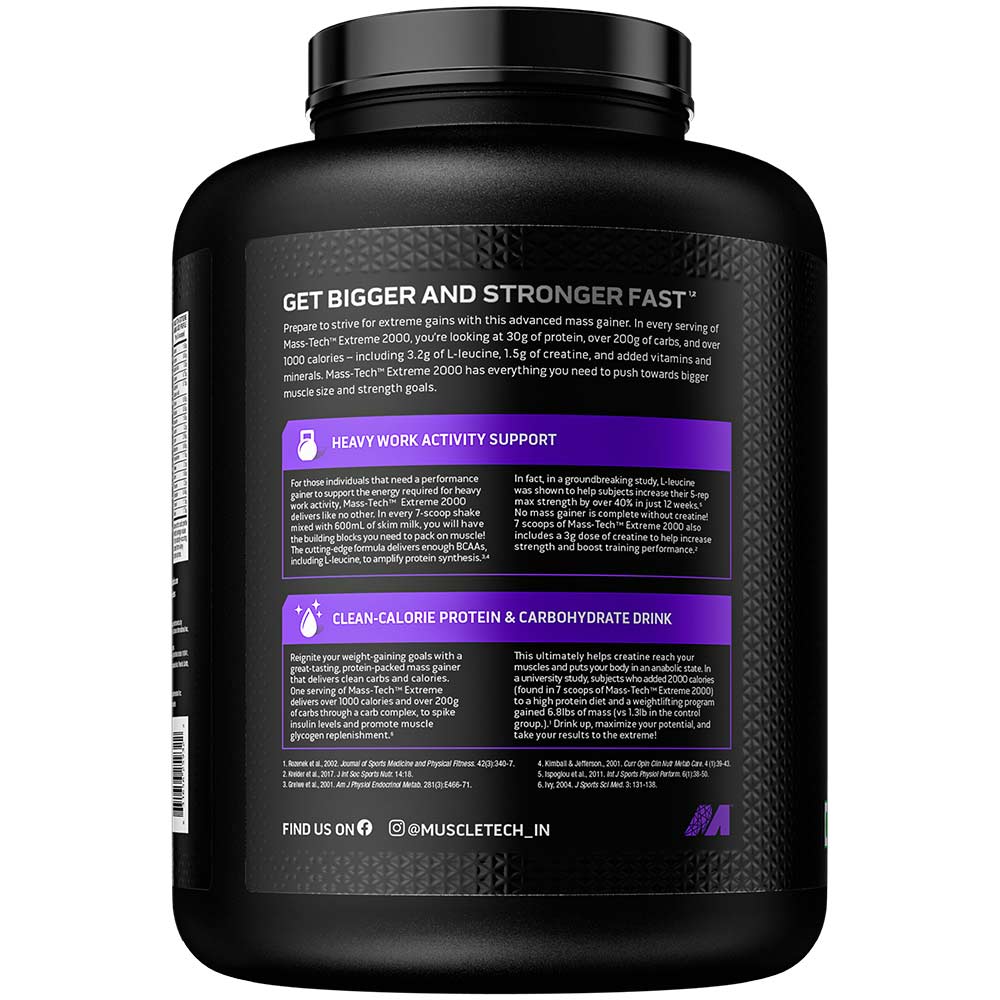 GET BIGGER AND STRONGER FAST 1,2
Prepare to strive for extreme gains with this advanced mass gainer. In every serving of
Mass-Tech™ Extreme 2000, you're looking at 30g of protein, over 200g of carbs, and over
1000 calories – including 3.2g of L-leucine, 1.5g of creatine, and added vitamins and
minerals. Mass-Tech™ Extreme 2000 has everything you need to push towards bigger
muscle size and strength goals.
HEAVY WORK ACTIVITY SUPPORT
For those individuals that need a performance
gainer to support the energy required for heavy
work activity, Mass-Tech™ Extreme 2000
delivers like no other. In every 7-scoop shake
mixed with 600mL of skim milk, you will have
the building blocks you need to pack on muscle!
The cutting-edge formula delivers enough BCAAs,
including L-leucine, to amplify protein synthesis.3,4
In fact, in a groundbreaking study, L-leucine
was shown to help subjects increase their 5-rep
max strength by over 40% in just 12 weeks.5
No mass gainer is complete without creatine!
7 scoops of Mass-Tech™ Extreme 2000 also
includes a 3g dose of creatine to help increase
strength and boost training performance.2
CLEAN-CALORIE PROTEIN & CARBOHYDRATE DRINK
Reignite your weight-gaining goals with a
great-tasting, protein-packed mass gainer
that delivers clean carbs and calories.
One serving of Mass-Tech™ Extreme
delivers over 1000 calories and over 200g
of carbs through a carb complex, to spike
insulin levels and promote muscle
glycogen replenishment.6
This ultimately helps creatine reach your
muscles and puts your body in an anabolic state. In
a university study, subjects who added 2000 calories
(found in 7 scoops of Mass-Tech™ Extreme 2000)
to a high protein diet and a weightlifting program
gained 6.8lbs of mass (vs 1.3lb in the control
group.).1 Drink up, maximize your potential, and
take your results to the extreme!
1. Rozenek et al., 2002. Journal of Sports Medicine and Physical Fitness. 42(3):340-7.
2. Kreider et al., 2017. J Int Soc Sports Nutr. 14:18.
3. Greiwe et al., 2001. Am J Physiol Endocrinol Metab. 281(3):E466-71.
4. Kimball & Jefferson., 2001. Curr Opin Clin Nutr Metab Care. 4 (1):39-43.
5. Ispoglou et al., 2011. Int J Sports Physiol Perform. 6(1):38-50.
6. Ivy, 2004. J Sports Sci Med. 3: 131-138.
FIND US ON @MUSCLETECH_IN